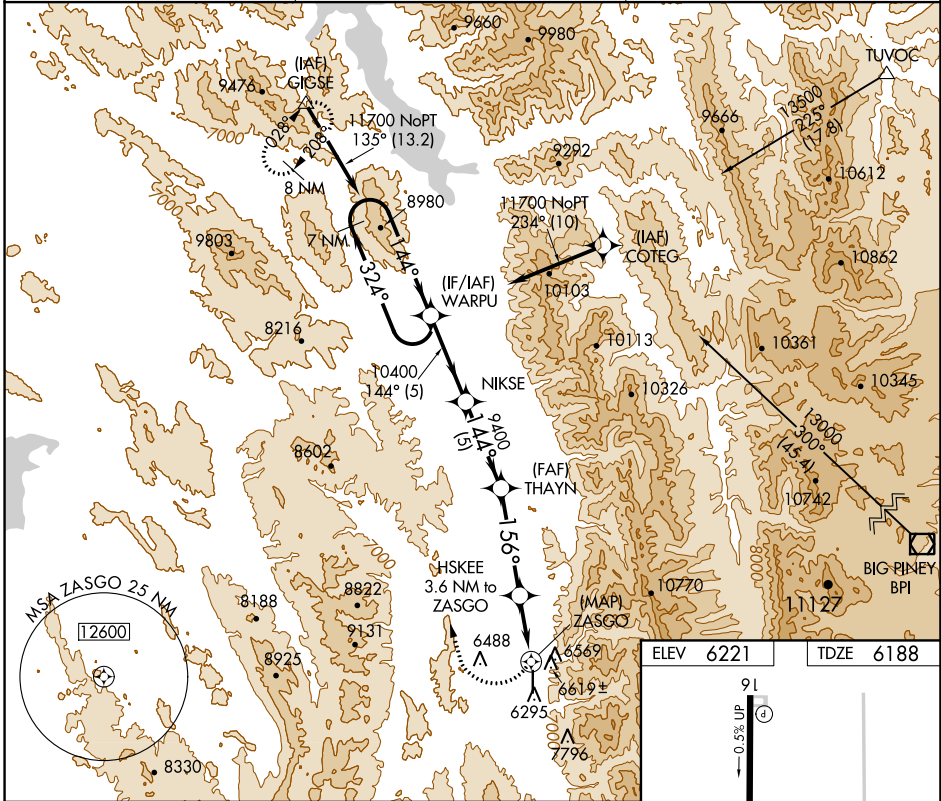 9660
9980
TUVOC
(IAF)
GIGSE
9476
13500
225°
(17.8)
11700 NoPT
135° (13.2)
028°
208°
7000
9666
9292
10612
8 NM
8980
11700 NoPT
234° (10)
7000
(IAF)
COTEG
7 NM
144°
9803
10862
324°
(IF/IAF)
WARPU
10103
8216
10113
10361
10400
144° (5)
NIKSE
10326
10345
9400
144°
(5)
13000
300°
(45.4)
8602
(FAF)
THAYN
10742
156°
BIG PINEY
BPI
HSKEE
3.6 NM to
ZASGO
7000
MSA ZASGO 25 NM
12600
8188
8822
10770
11127
(MAP)
ZASGO
9131
6488
6569
8925
6619±
6295
7796
7000
8330
ELEV 6221
TDZE 6188
16
P
0.5% UP